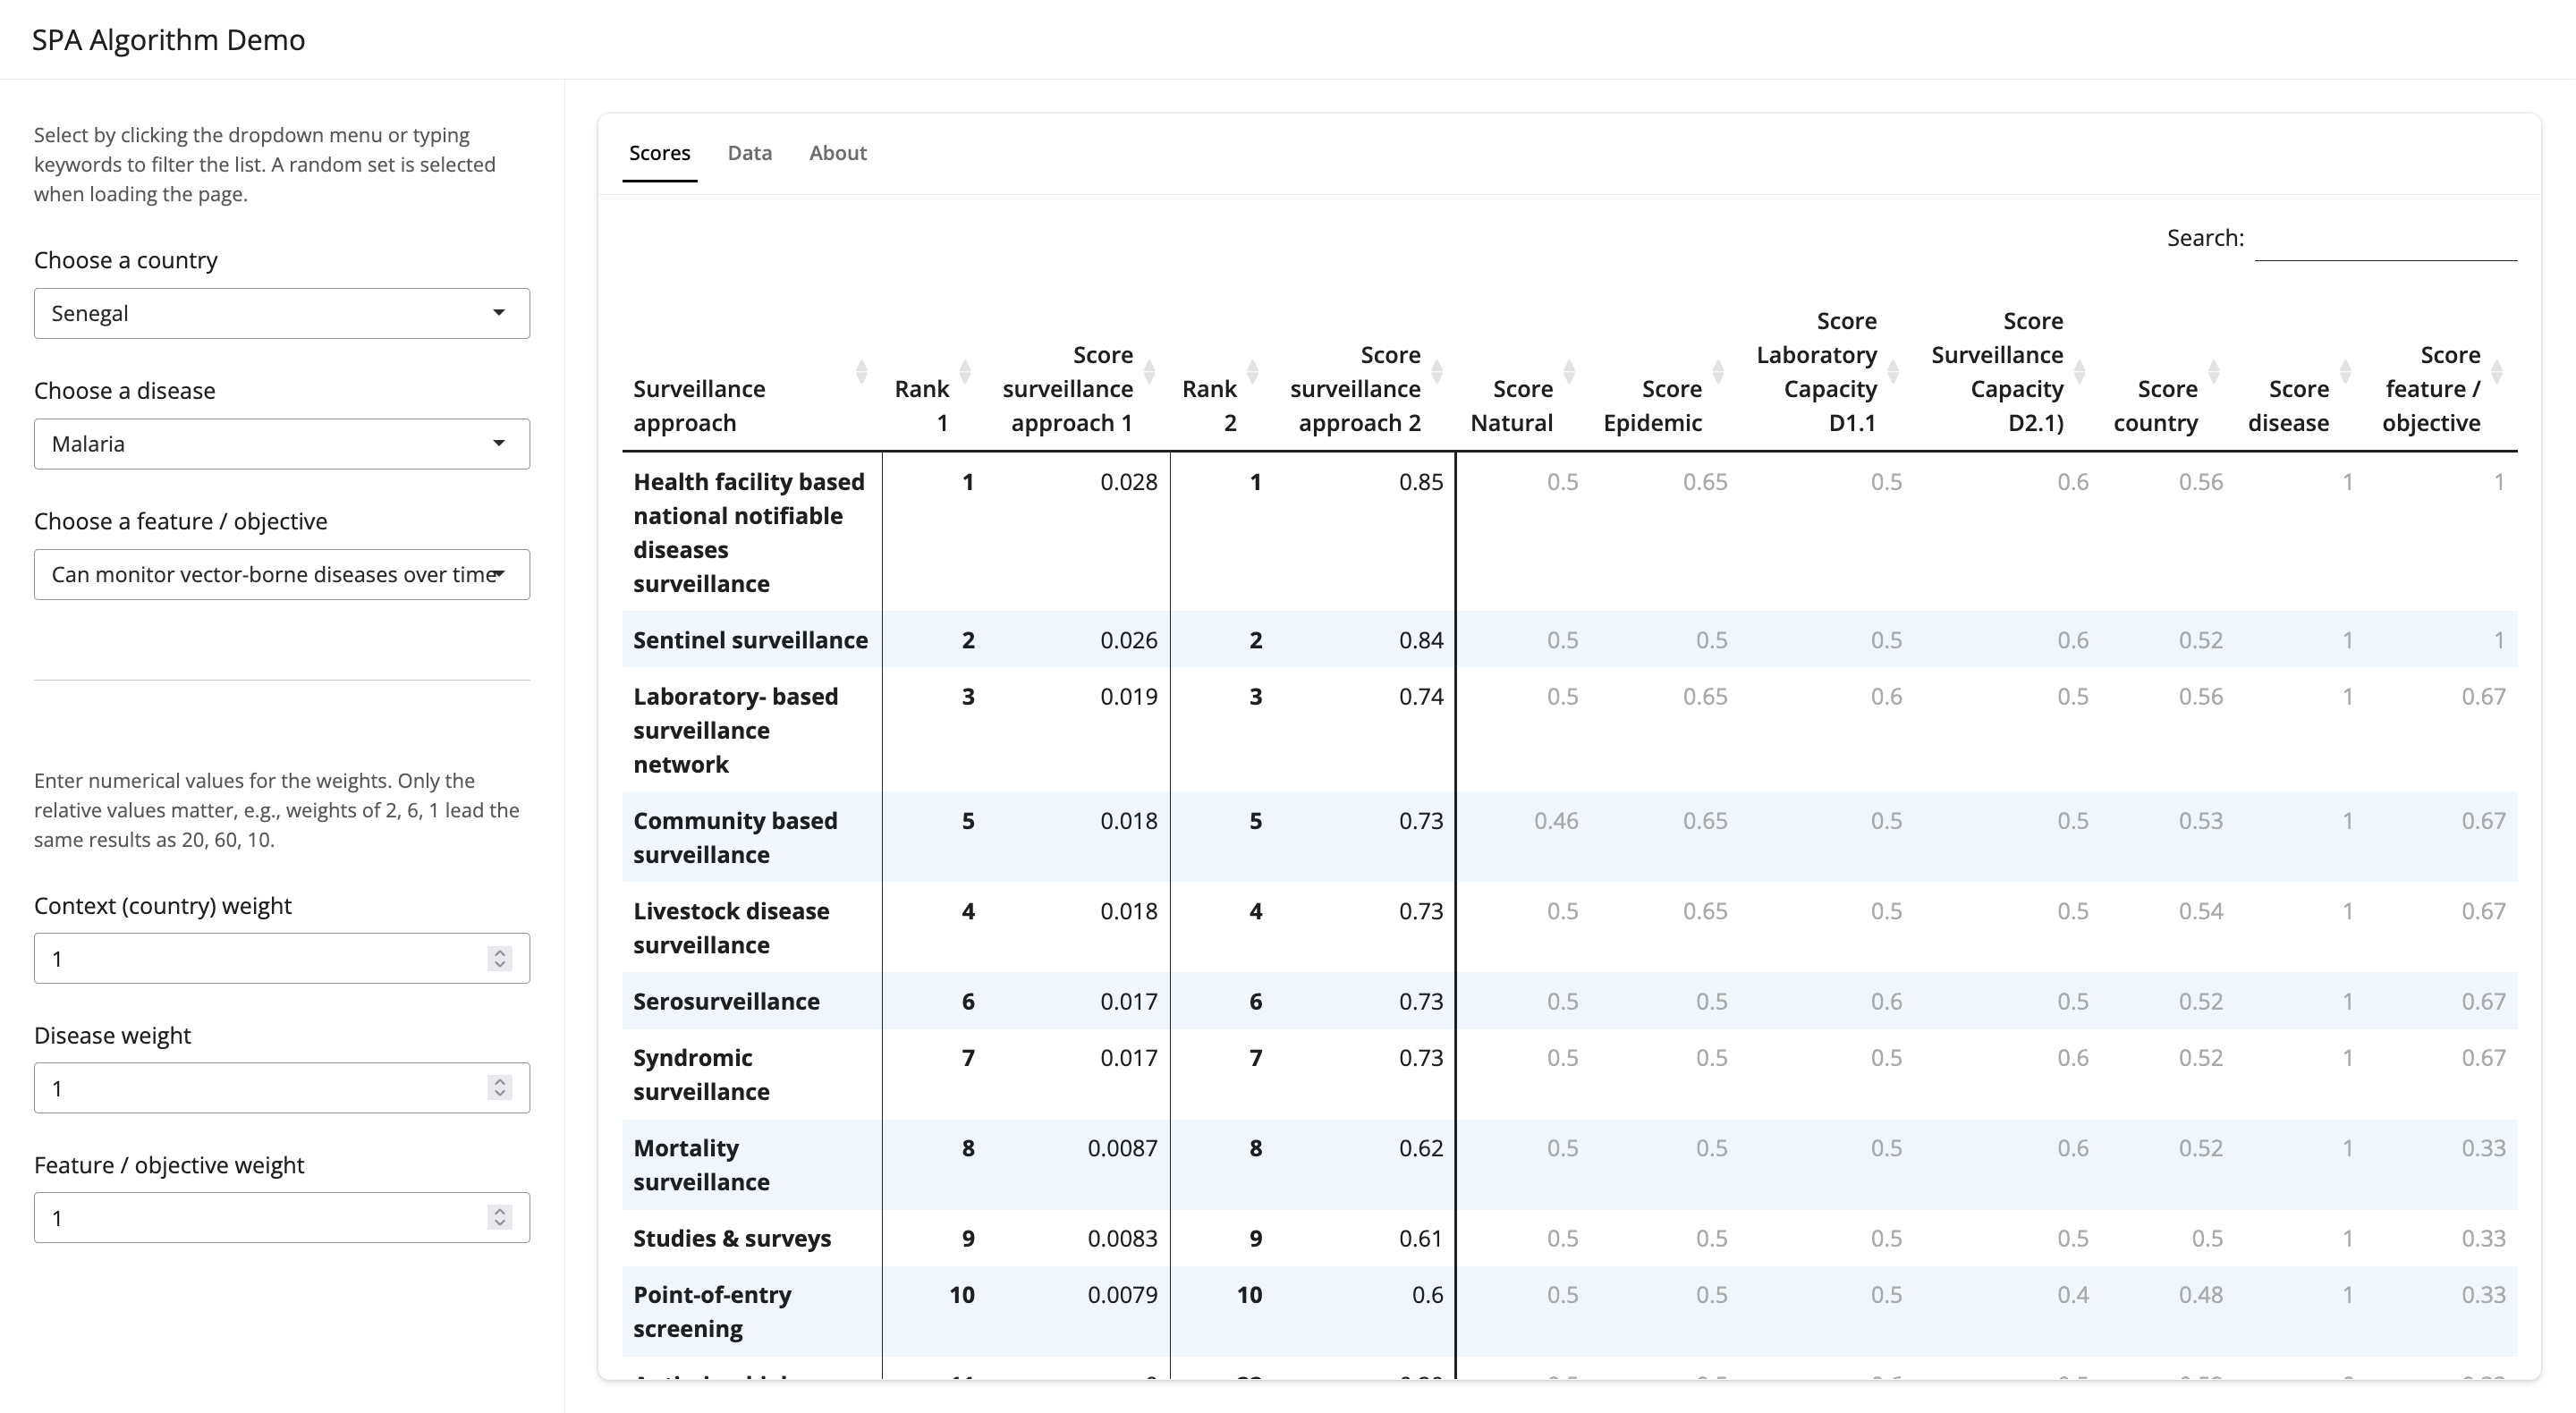 SPA Algorithm Demo
Select by clicking the dropdown menu or typing
keywords to filter the list. A random set is selected
when loading the page.
Choose a country
Senegal
Choose a disease
Malaria
Choose a feature / objective
Can monitor vector-borne diseases over time
Enter numerical values for the weights. Only the
relative values matter, e.g., weights of 2, 6, 1 lead the
same results as 20, 60, 10.
Context (country) weight
1
Disease weight
1
Feature / objective weight
1
Scores Data About
Search:
Surveillance
approach
Rank
1
Score
surveillance
approach 1
Rank
2
Score
surveillance
approach 2
Score
Natural
Score
Epidemic
Score
Laboratory
Capacity
D1.1
Score
Surveillance
Capacity
D2.1)
Score
country
Score
disease
Score
feature /
objective
Health facility based 1 0.028 1 0.85 0.5 0.65 0.5 0.6 0.56 1 1
national notifiable
diseases
surveillance
Sentinel surveillance 2 0.026 2 0.84 0.5 0.5 0.5 0.6 0.52 1 1
Laboratory- based 3 0.019 3 0.74 0.5 0.65 0.6 0.5 0.56 1 0.67
surveillance
network
Community based 5 0.018 5 0.73 0.46 0.65 0.5 0.5 0.53 1 0.67
surveillance
Livestock disease 4 0.018 4 0.73 0.5 0.65 0.5 0.5 0.54 1 0.67
surveillance
Serosurveillance 6 0.017 6 0.73 0.5 0.5 0.6 0.5 0.52 1 0.67
Syndromic 7 0.017 7 0.73 0.5 0.5 0.5 0.6 0.52 1 0.67
surveillance
Mortality 8 0.0087 8 0.62 0.5 0.5 0.5 0.6 0.52 1 0.33
surveillance
Studies & surveys 9 0.0083 9 0.61 0.5 0.5 0.5 0.5 0.5 1 0.33
Point-of-entry 10 0.0079 10 0.6 0.5 0.5 0.5 0.4 0.48 1 0.33
screening